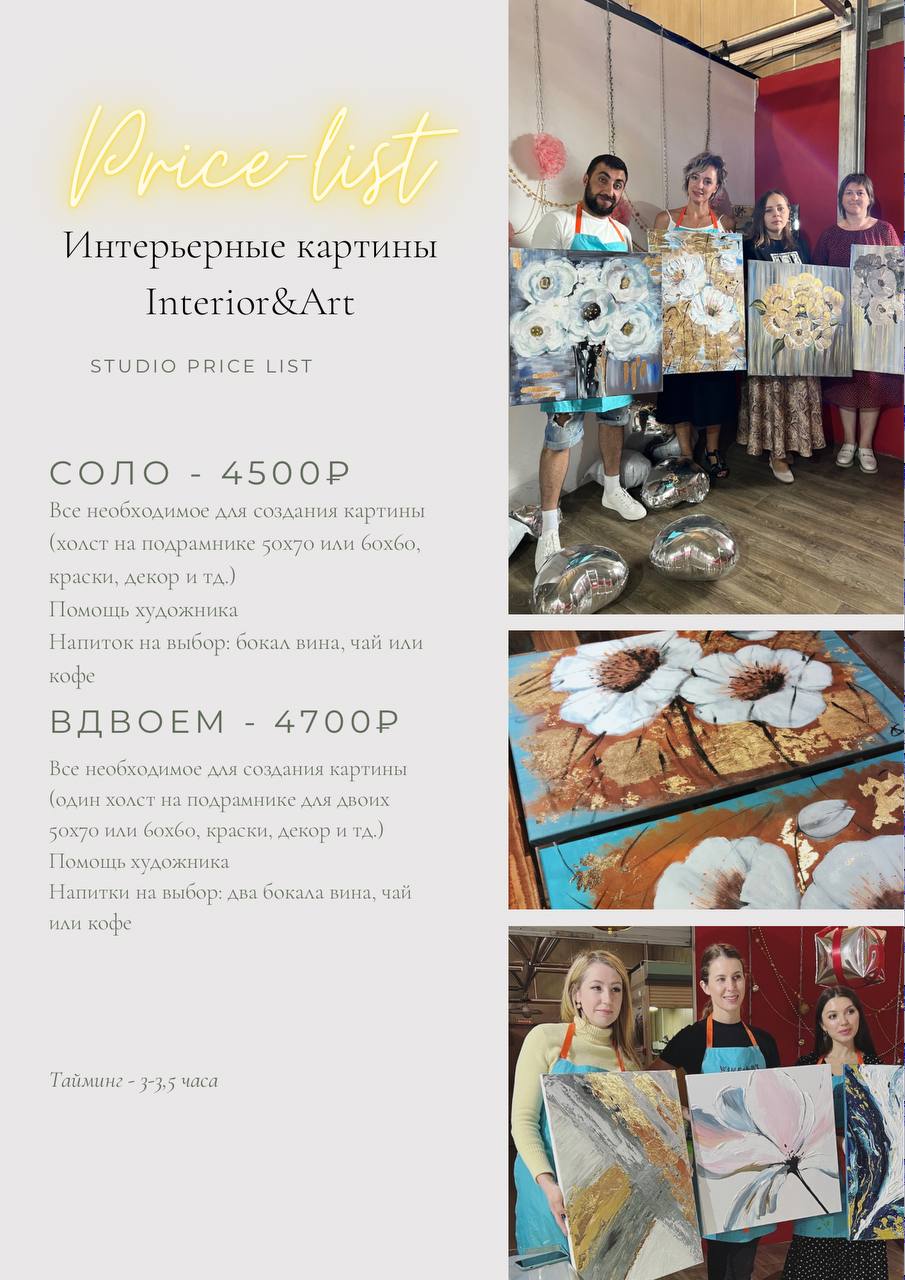 Price-list
Интерьерные картины
Interior&Art
STUDIO PRICE LIST
СОЛО - 4500₽
Все необходимое для создания картины
(холст на подрамнике 50х70 или 60х60,
краски, декор и тд.)
Помощь художника
Напиток на выбор: бокал вина, чай или
кофе
ВДВОЕМ - 4700₽
Все необходимое для создания картины
(один холст на подрамнике для двоих
50х70 или 60х60, краски, декор и тд.)
Помощь художника
Напитки на выбор: два бокала вина, чай
или кофе
Тайминг - 3-3,5 часа